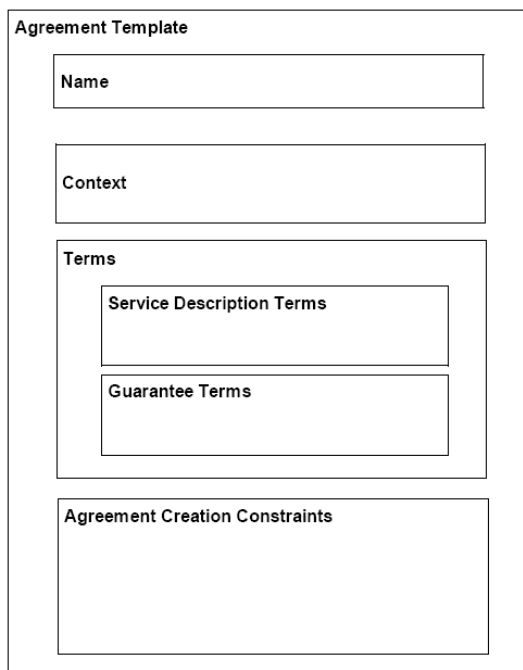 Agreement Template
Name
Context
Terms
Service Description Terms
Guarantee Terms
Agreement Creation Constraints